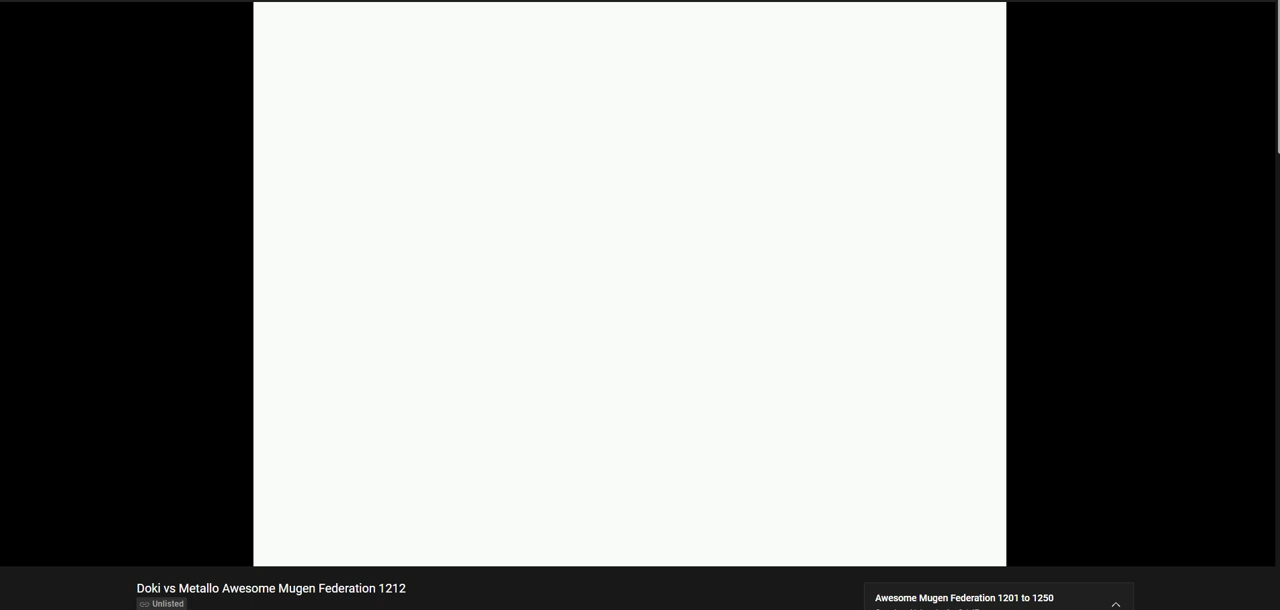 Doki vs Metallo Awesome Mugen Federation 1212
Unlisted
Awesome Mugen Federation 1201 to 1250